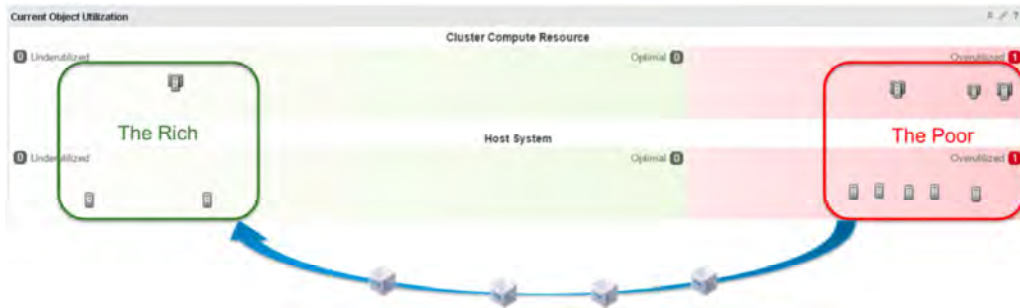 Current Object Utilization
Cluster Compute Resource
0 Underutilized Optimal 0 Overutilized 1
The Rich The Poor
Host System
0 Underutilized Optimal 0 Overutilized 1